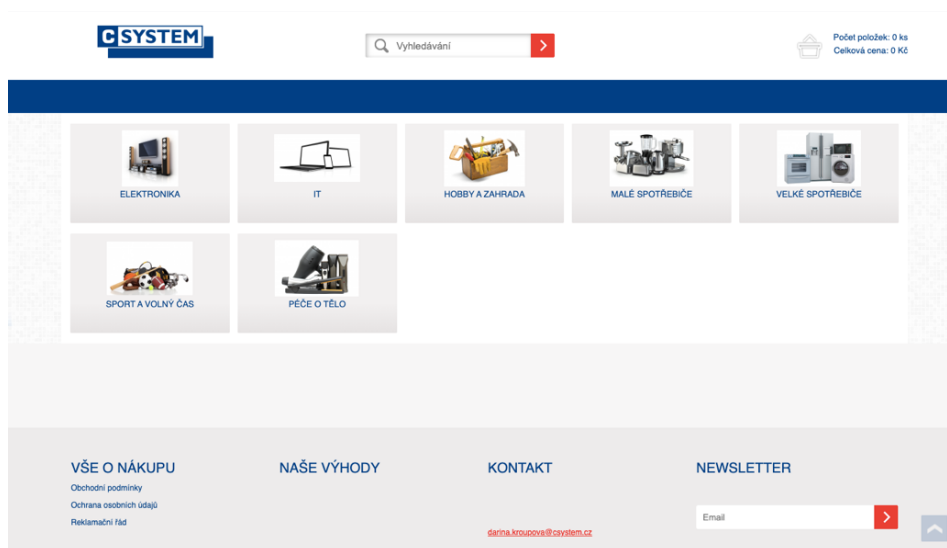 CSYSTEM
Vyhledávání
Počet položek: 0 ks
Celková cena: 0 Kč
ELEKTRONIKA
IT
HOBBY A ZAHRADA
MALÉ SPOTŘEBIČE
VELKÉ SPOTŘEBIČE
SPORT A VOLNÝ ČAS
PÉČE O TĚLO
VŠE O NÁKUPU
Obchodní podmínky
Ochrana osobních údajů
Reklamační řád
NAŠE VÝHODY
KONTAKT
darina.kroupova@csystem.cz
NEWSLETTER
Email